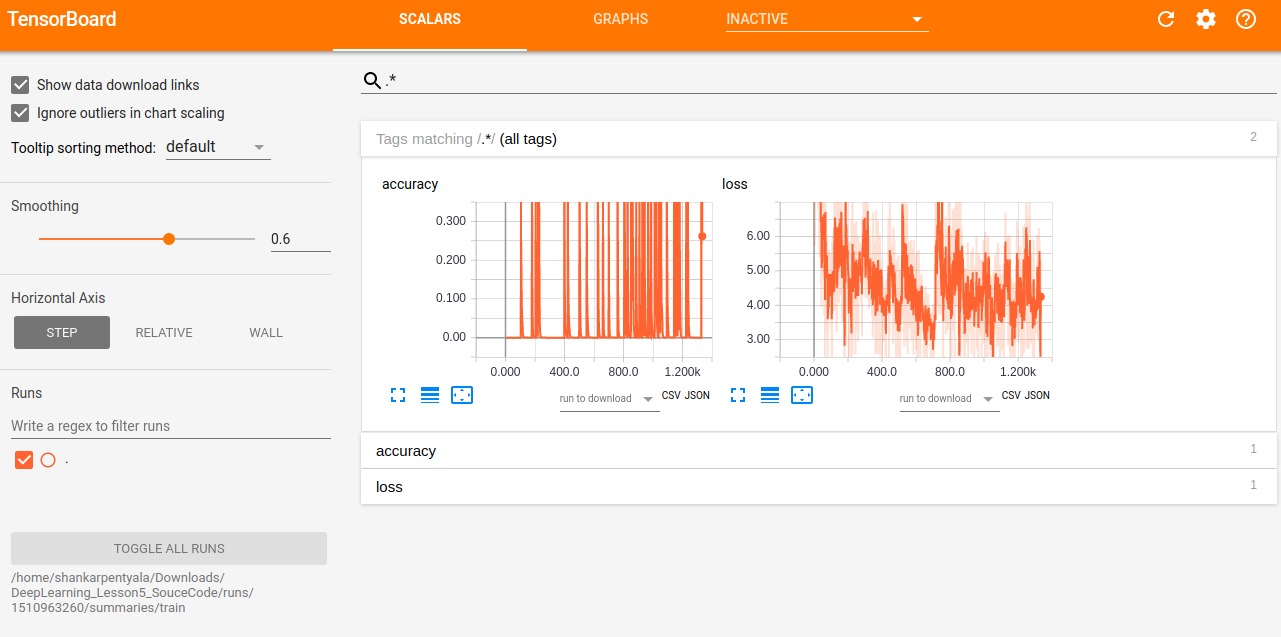 TensorBoard
SCALARS
GRAPHS
INACTIVE
Show data download links
Ignore outliers in chart scaling
Tooltip sorting method: default
Smoothing
0.6
Horizontal Axis
STEP
RELATIVE
WALL
Runs
Write a regex to filter runs
.
TOGGLE ALL RUNS
/home/shankarpentyala/Downloads/
DeepLearning_Lesson5_SouceCode/runs/
1510963260/summaries/train
.*
Tags matching /.*/ (all tags)
2
accuracy
0.300
0.200
0.100
0.00
0.000 400.0 800.0 1.200k
run to download CSV JSON
loss
6.00
5.00
4.00
3.00
0.000 400.0 800.0 1.200k
run to download CSV JSON
accuracy
1
loss
1